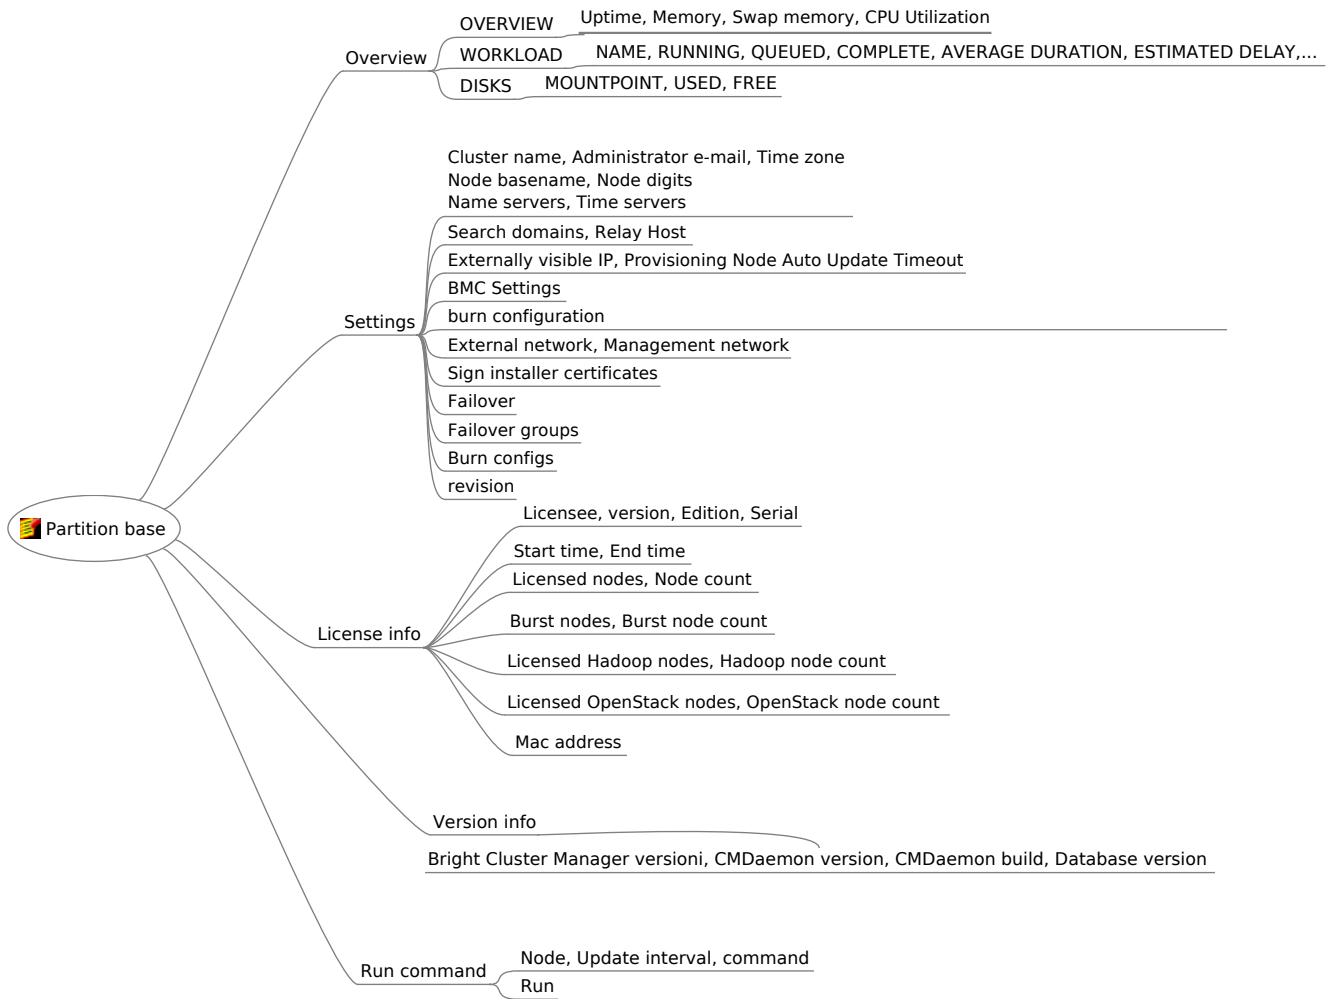 Partition base
Overview
OVERVIEW
Uptime, Memory, Swap memory, CPU Utilization
WORKLOAD
NAME, RUNNING, QUEUED, COMPLETE, AVERAGE DURATION, ESTIMATED DELAY,...
DISKS
MOUNTPOINT, USED, FREE
Settings
Cluster name, Administrator e-mail, Time zone
Node basename, Node digits
Name servers, Time servers
Search domains, Relay Host
Externally visible IP, Provisioning Node Auto Update Timeout
BMC Settings
burn configuration
External network, Management network
Sign installer certificates
Failover
Failover groups
Burn configs
revision
License info
Licensee, version, Edition, Serial
Start time, End time
Licensed nodes, Node count
Burst nodes, Burst node count
Licensed Hadoop nodes, Hadoop node count
Licensed OpenStack nodes, OpenStack node count
Mac address
Version info
Bright Cluster Manager versioni, CMDaemon version, CMDaemon build, Database version
Run command
Node, Update interval, command
Run